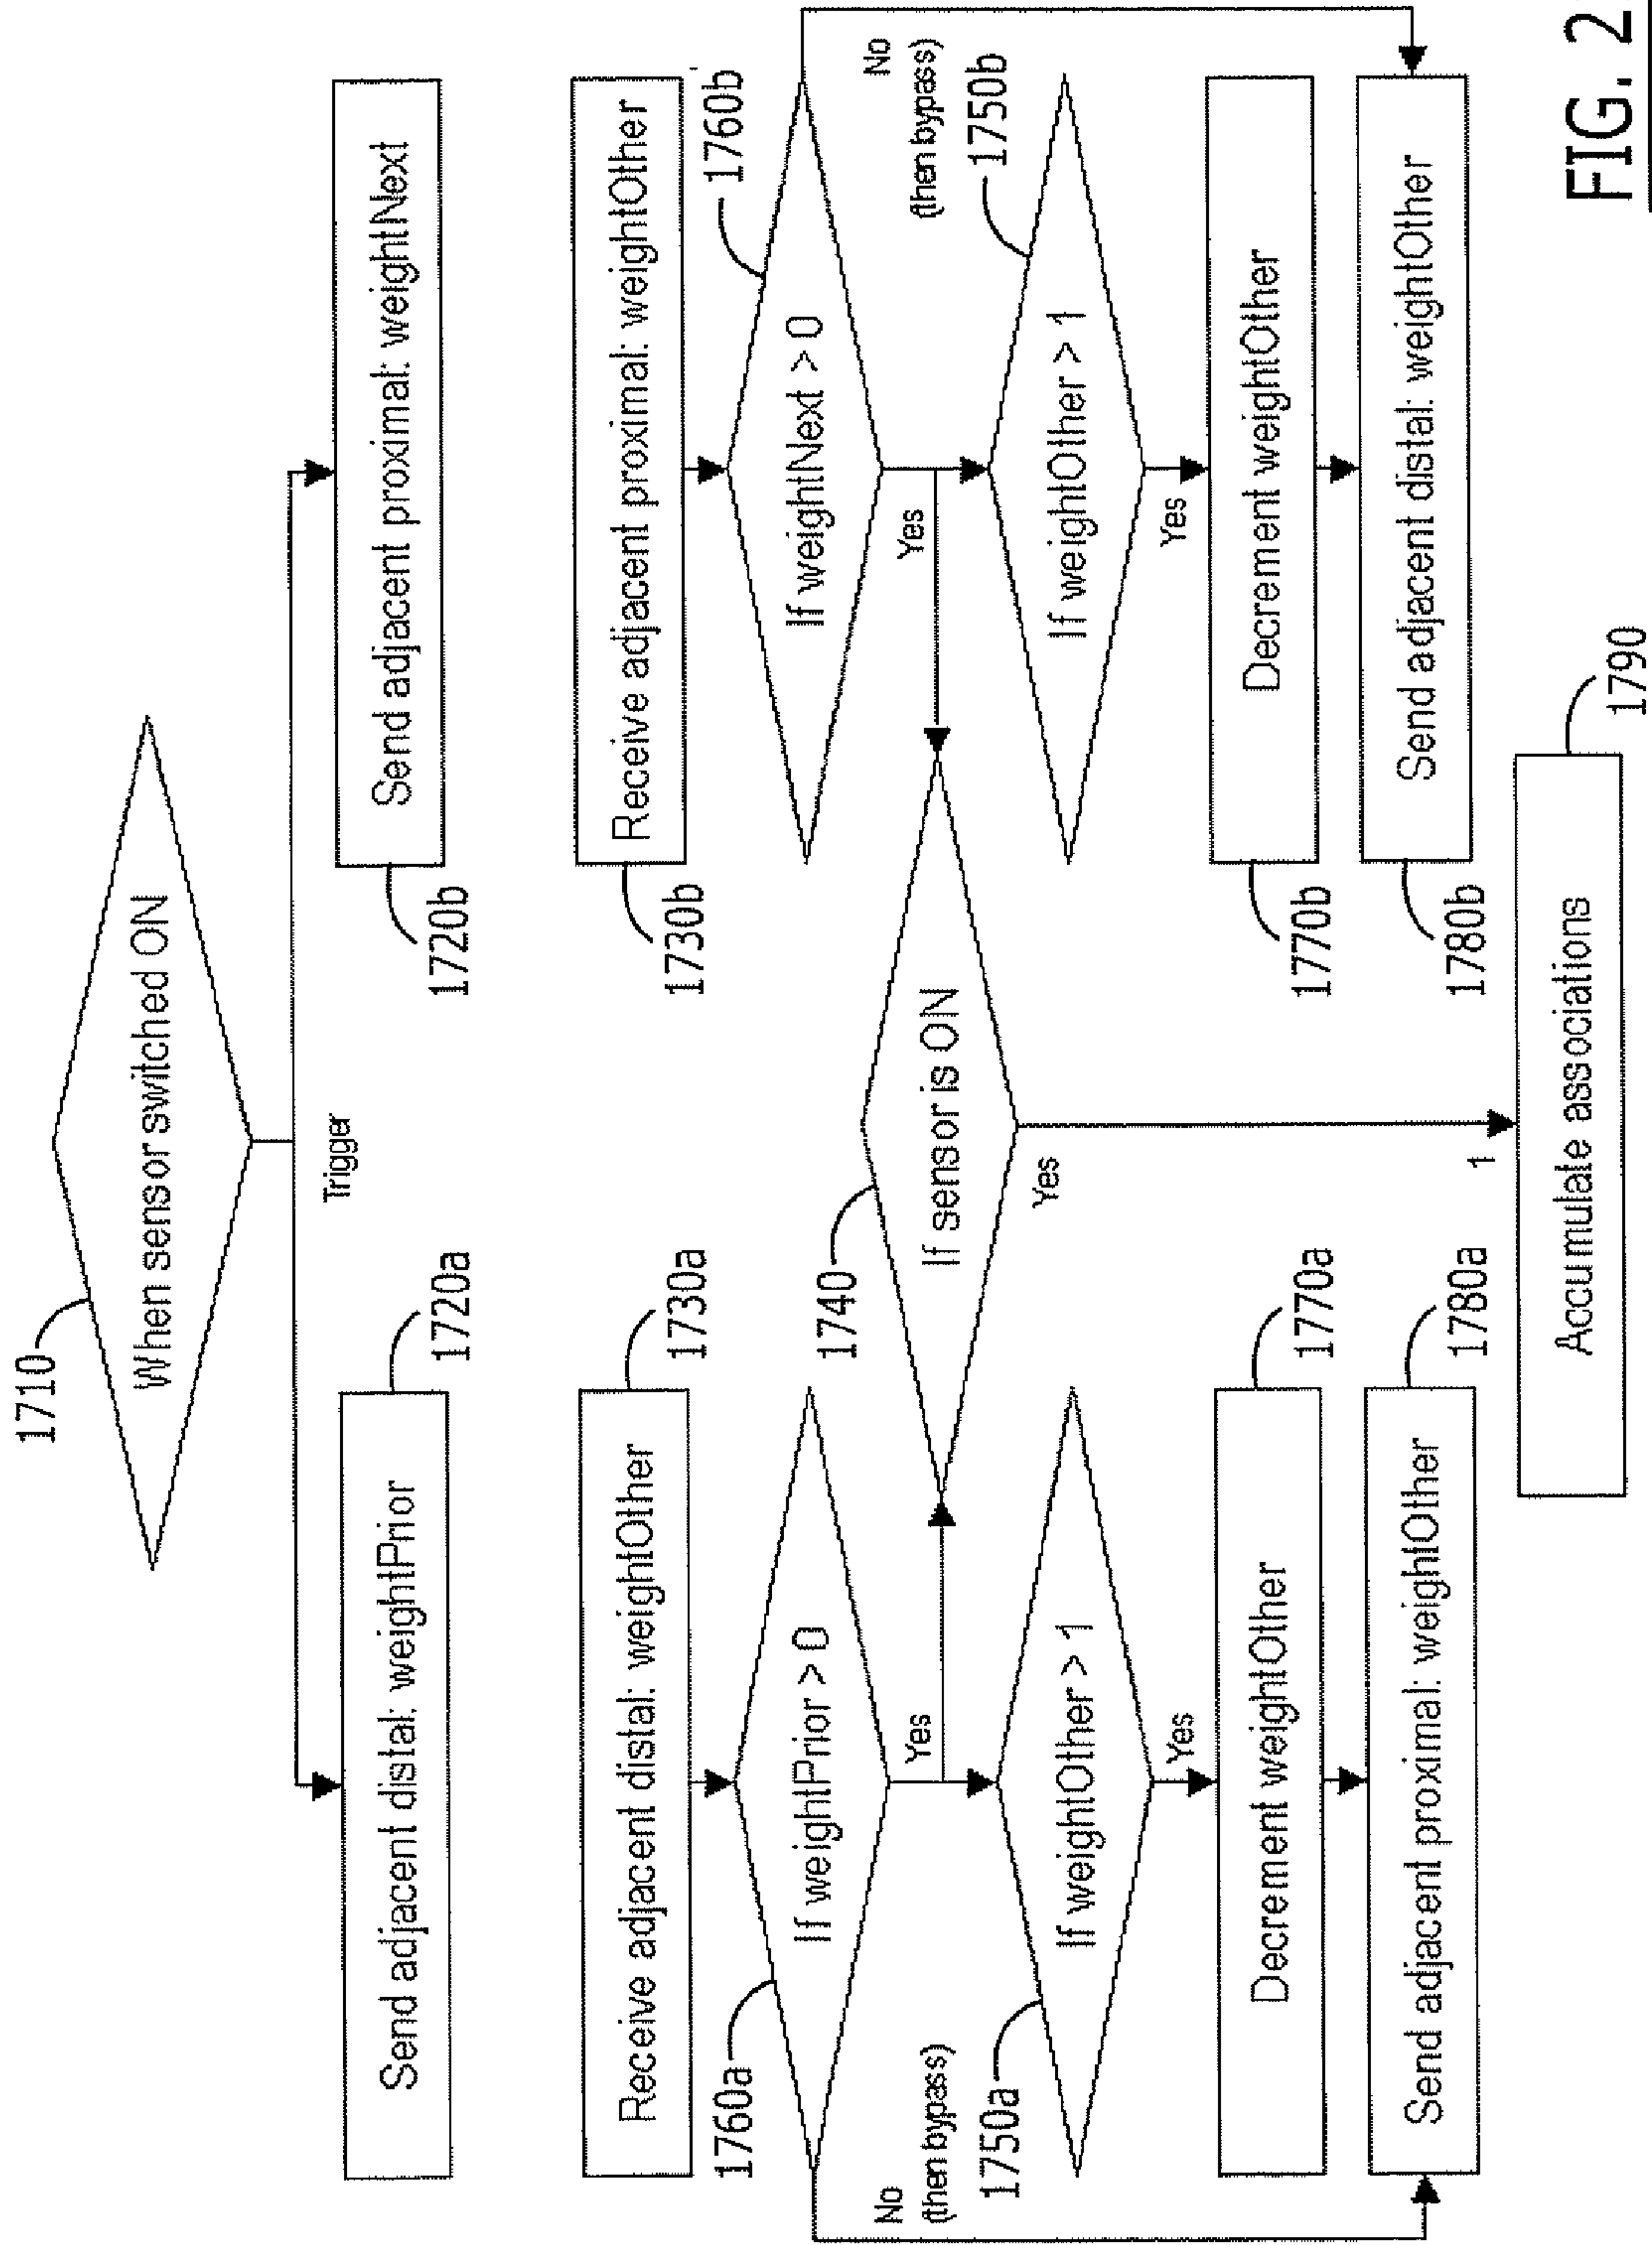 1710
When sensor switched ON
Trigger
Send adjacent distal: weightPrior
1720a
Send adjacent proximal: weightNext
1720b
Receive adjacent distal: weightOther
1730a
Receive adjacent proximal: weightOther
1730b
1760a
If weightPrior > 0
Yes
No
(then bypass)
1760b
If weightNext > 0
Yes
No
(then bypass)
1740
If sensor is ON
Yes
1
1750a
If weightOther > 1
Yes
1750b
If weightOther > 1
Yes
Decrement weightOther
1770a
Decrement weightOther
1770b
Send adjacent proximal: weightOther
1780a
Send adjacent distal: weightOther
1780b
Accumulate associations
1790
FIG. 2